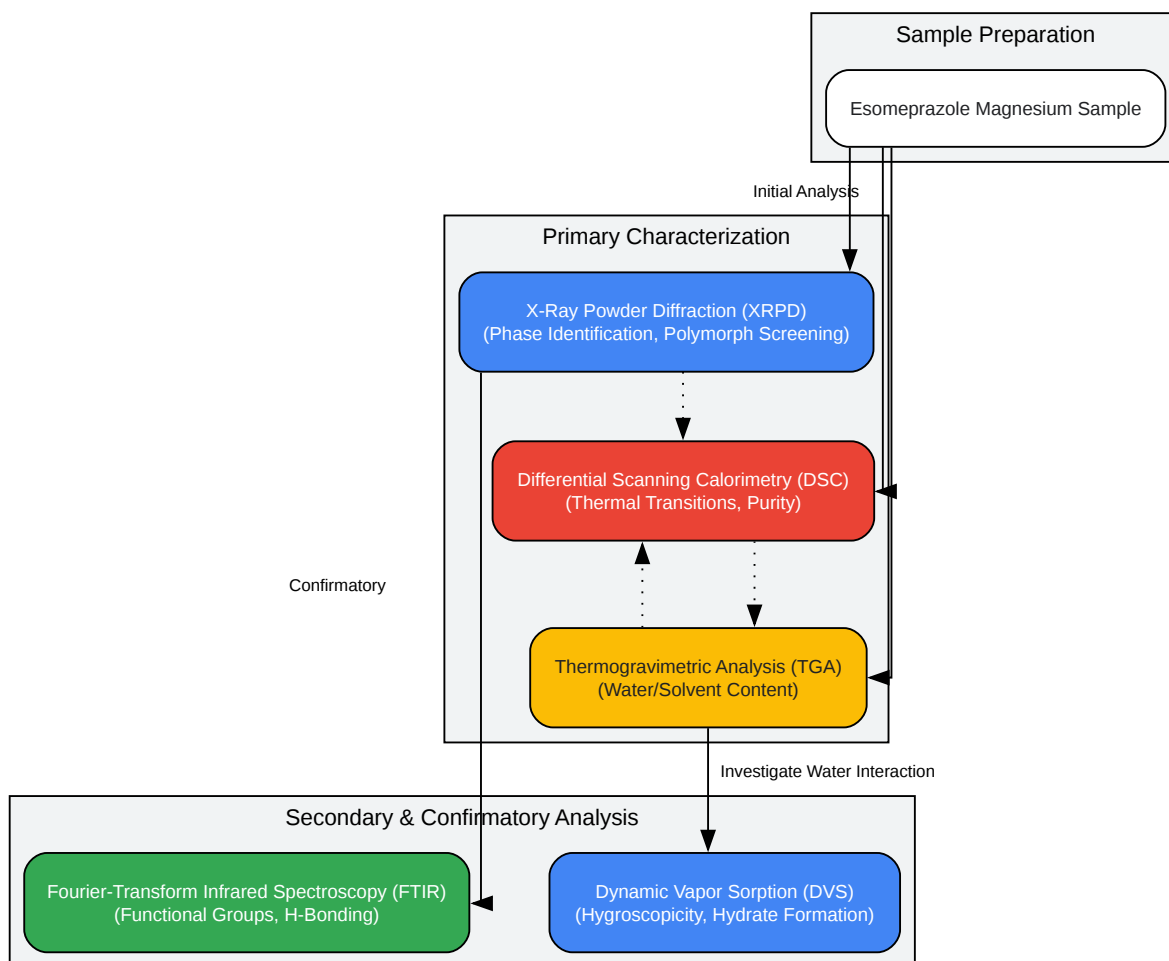 Sample Preparation
Esomeprazole Magnesium Sample
Initial Analysis
Primary Characterization
X-Ray Powder Diffraction (XRPD)
(Phase Identification, Polymorph Screening)
Differential Scanning Calorimetry (DSC)
(Thermal Transitions, Purity)
Confirmatory
Thermogravimetric Analysis (TGA)
(Water/Solvent Content)
Investigate Water Interaction
Secondary & Confirmatory Analysis
Fourier-Transform Infrared Spectroscopy (FTIR)
(Functional Groups, H-Bonding)
Dynamic Vapor Sorption (DVS)
(Hygroscopicity, Hydrate Formation)